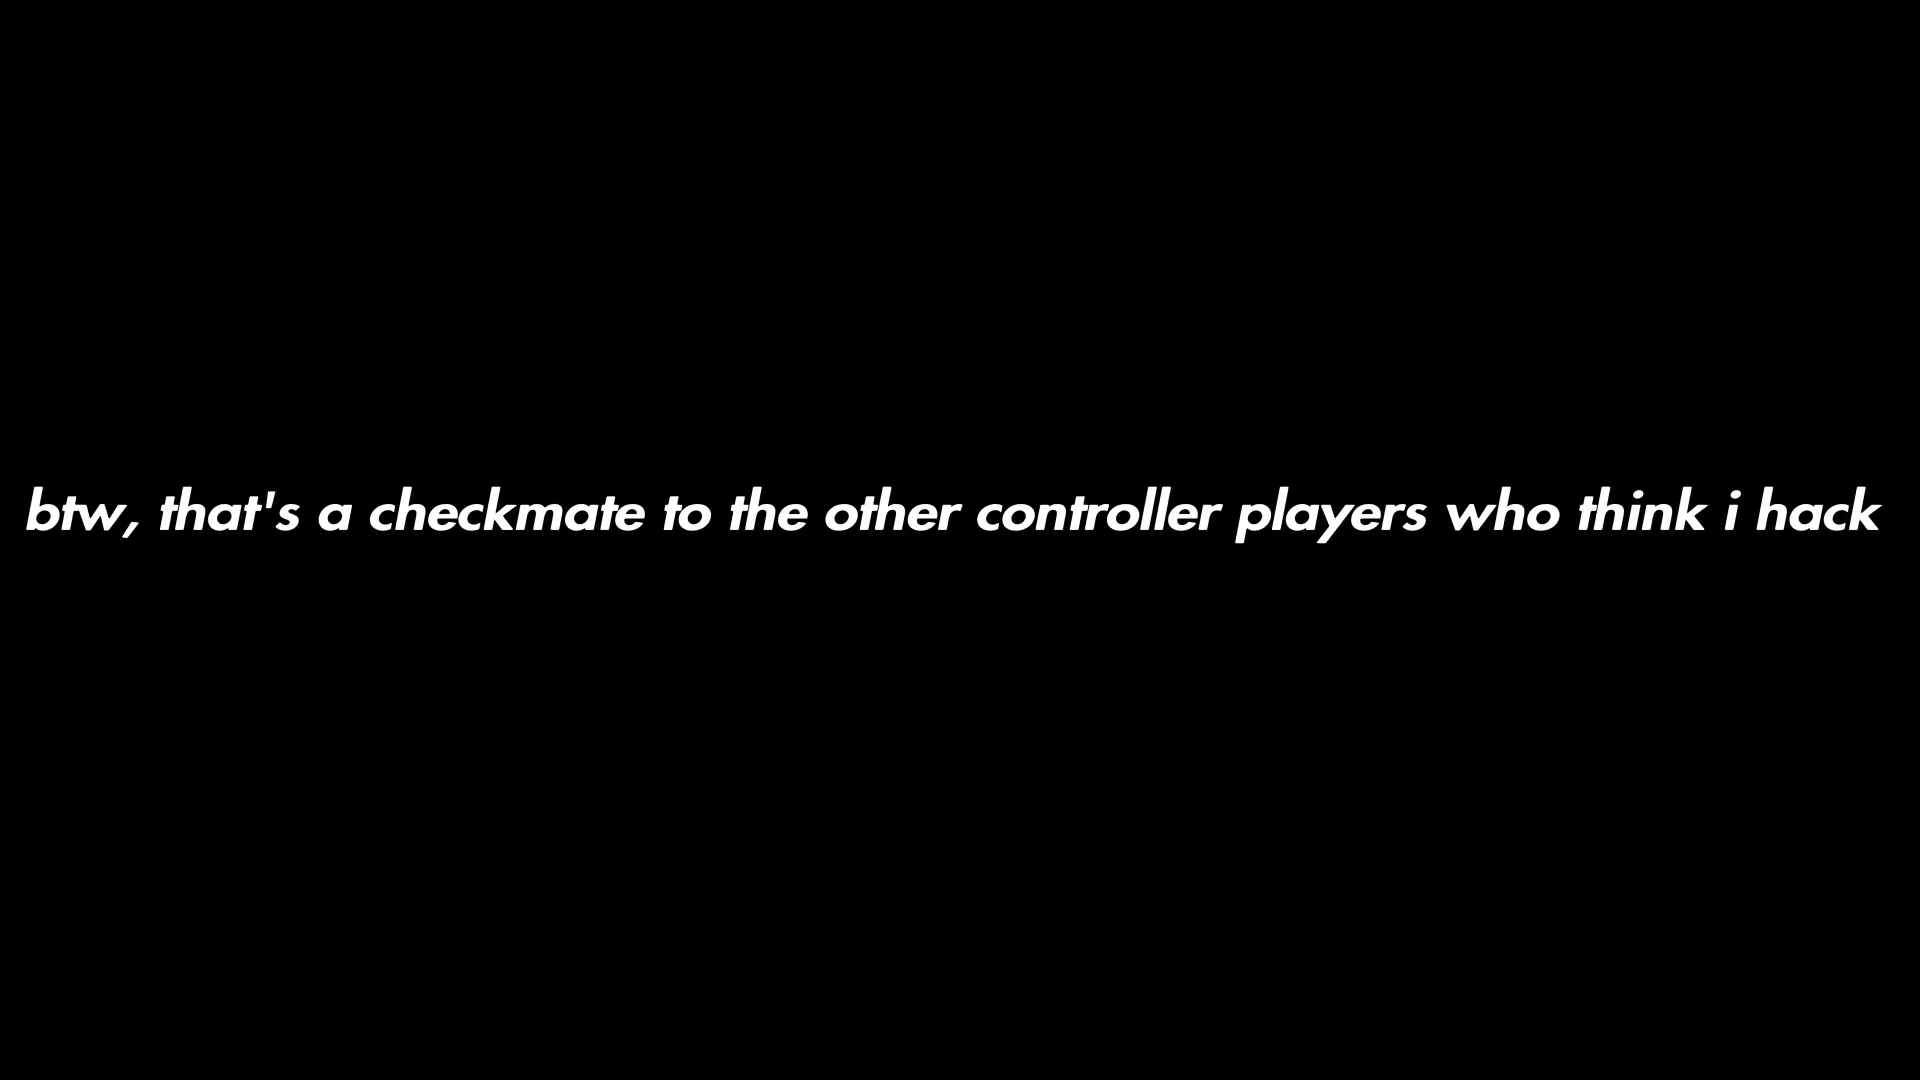 btw, that's a checkmate to the other controller players who think i hack